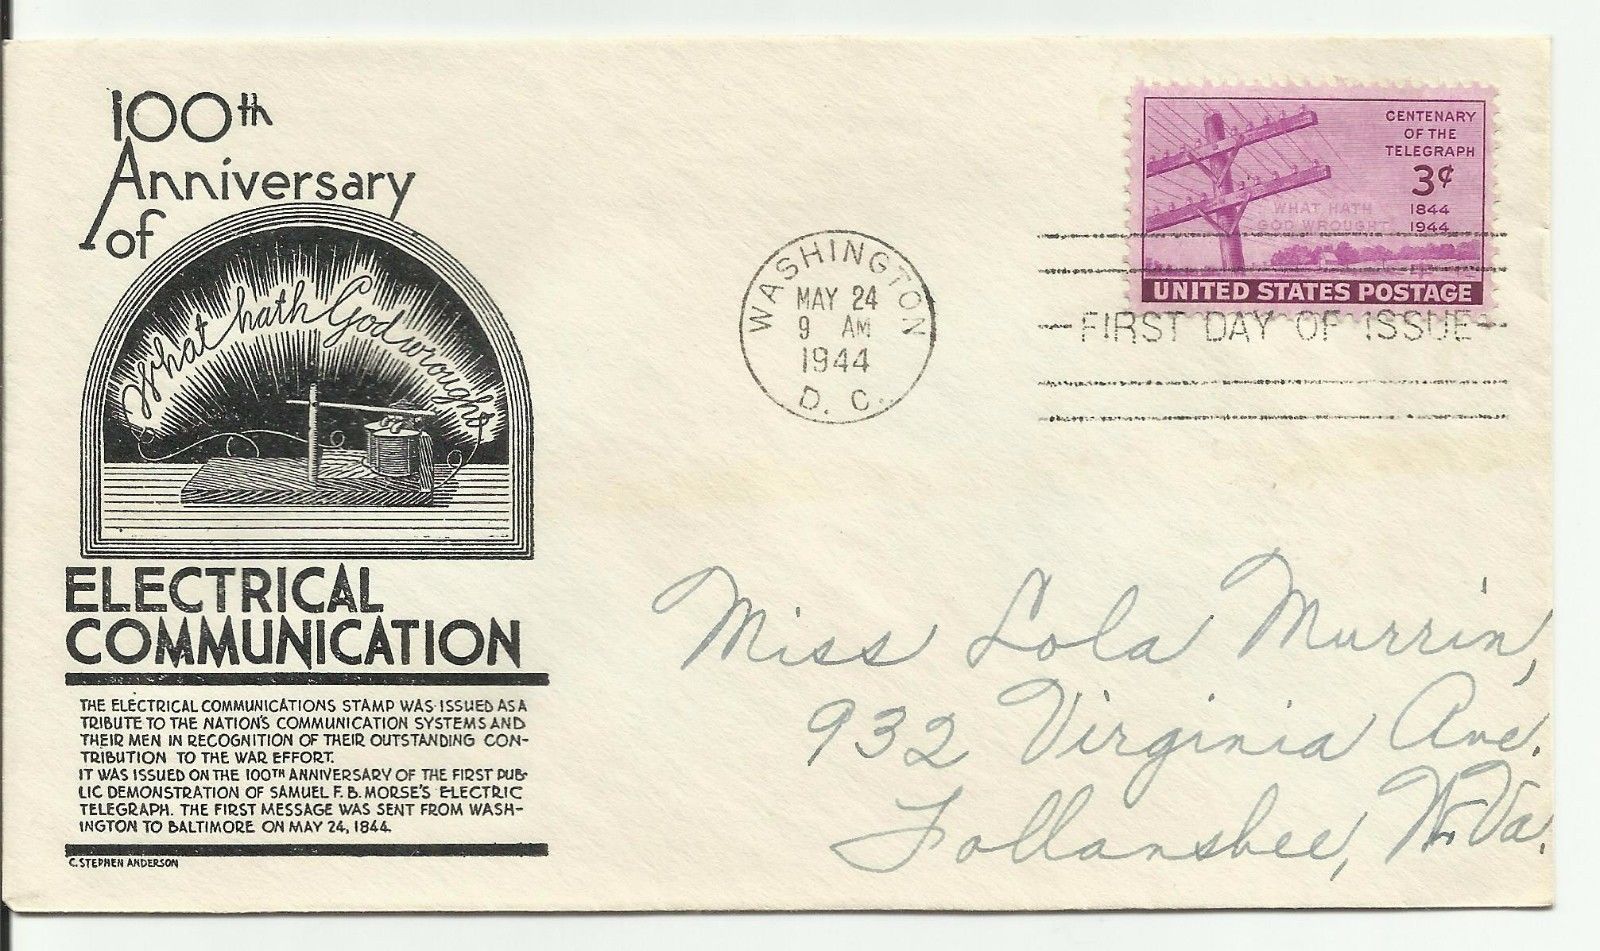 100th
Anniversary
of
What hath God wrought
ELECTRICAL
COMMUNICATION
THE ELECTRICAL COMMUNICATIONS STAMP WAS ISSUED AS A
TRIBUTE TO THE NATION'S COMMUNICATION SYSTEMS AND
THEIR MEN IN RECOGNITION OF THEIR OUTSTANDING CON-
TRIBUTION TO THE WAR EFFORT.
IT WAS ISSUED ON THE 100TH ANNIVERSARY OF THE FIRST PUB-
LIC DEMONSTRATION OF SAMUEL F. B. MORSE'S ELECTRIC
TELEGRAPH. THE FIRST MESSAGE WAS SENT FROM WASH-
INGTON TO BALTIMORE ON MAY 24, 1844.
C. STEPHEN ANDERSON
WASHINGTON
MAY 24
9 AM
1944
D. C.
CENTENARY
OF THE
TELEGRAPH
3¢
1844
1944
WHAT HATH
GOD WROUGHT
UNITED STATES POSTAGE
FIRST DAY OF ISSUE
Miss Lola Murrin,
932 Virginia Ave.
Follansbee, W. Va.